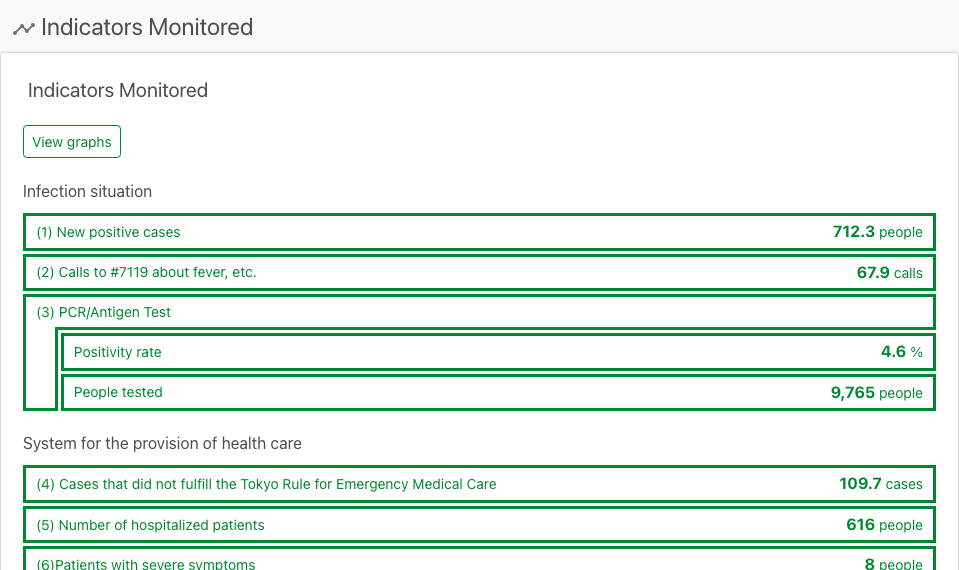 Indicators Monitored
Indicators Monitored
View graphs
Infection situation
(1) New positive cases 712.3 people
(2) Calls to #7119 about fever, etc. 67.9 calls
(3) PCR/Antigen Test
Positivity rate 4.6 %
People tested 9,765 people
System for the provision of health care
(4) Cases that did not fulfill the Tokyo Rule for Emergency Medical Care 109.7 cases
(5) Number of hospitalized patients 616 people
(6)Patients with severe symptoms 8 people